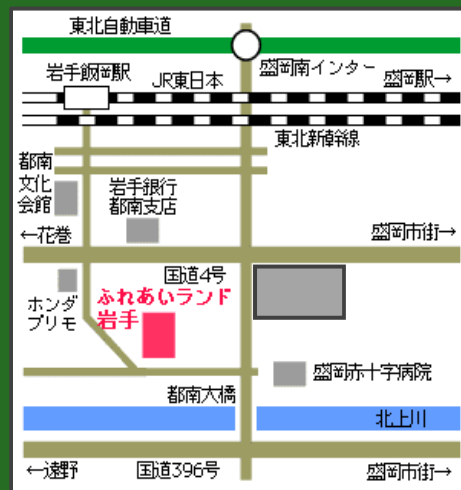 東北自動車道
岩手飯岡駅
JR東日本
盛岡南インター
盛岡駅→
東北新幹線
都南
文化
会館
岩手銀行
都南支店
←花巻
盛岡市街→
国道4号
ホンダ
プリモ
ふれあいランド
岩手
盛岡赤十字病院
都南大橋
北上川
←遠野
国道396号
盛岡市街→